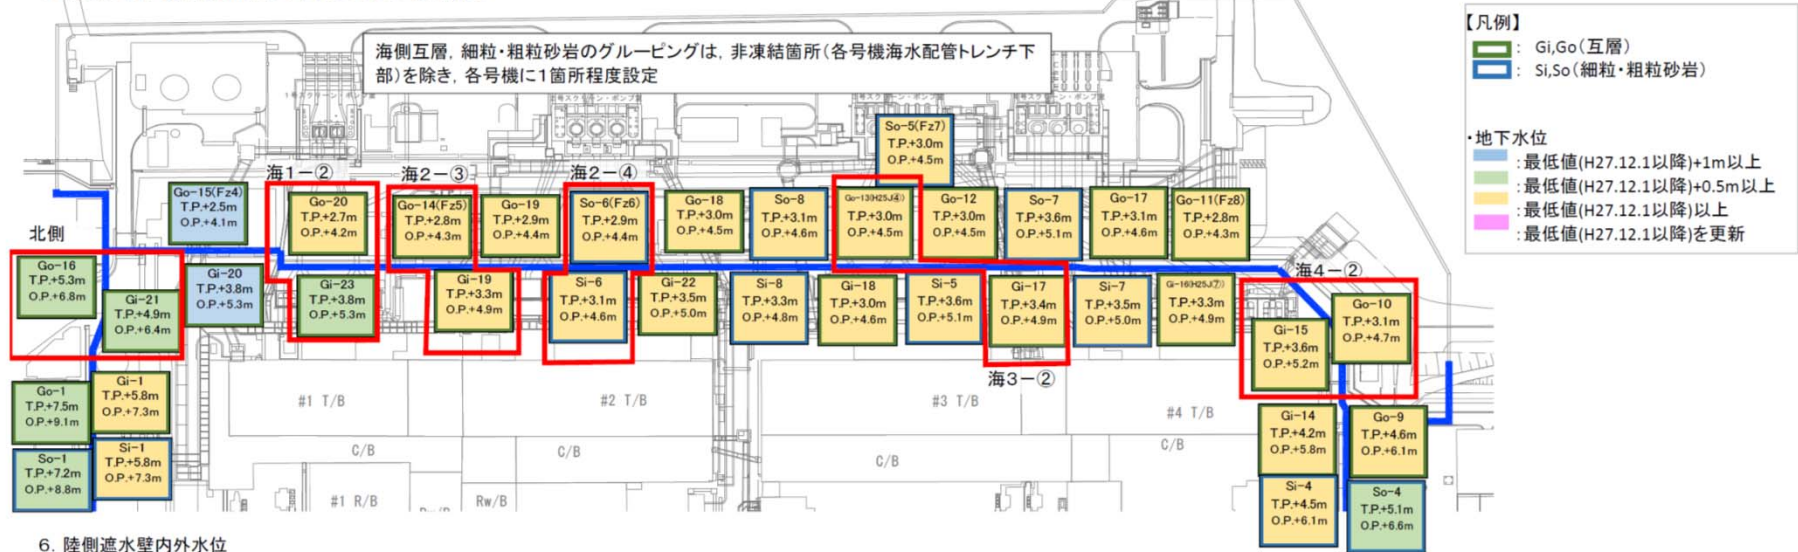 海側互層，細粒・粗粒砂岩のグルーピングは，非凍結箇所（各号機海水配管トレンチ下
部）を除き，各号機に1箇所程度設定
【凡例】
： Gi,Go（互層）
： Si,So（細粒・粗粒砂岩）
・地下水位
：最低値(H27.12.1以降)+1m以上
：最低値(H27.12.1以降)+0.5m以上
：最低値(H27.12.1以降)以上
：最低値(H27.12.1以降)を更新
So-5(Fz7)
T.P.+3.0m
O.P.+4.5m
海1－②
海2－③
海2－④
Go-15(Fz4)
T.P.+2.5m
O.P.+4.1m
Go-20
T.P.+2.7m
O.P.+4.2m
Go-14(Fz5)
T.P.+2.8m
O.P.+4.3m
Go-19
T.P.+2.9m
O.P.+4.4m
So-6(Fz6)
T.P.+2.9m
O.P.+4.4m
Go-18
T.P.+3.0m
O.P.+4.5m
So-8
T.P.+3.1m
O.P.+4.6m
Go-13(H25J④)
T.P.+3.0m
O.P.+4.5m
Go-12
T.P.+3.0m
O.P.+4.5m
So-7
T.P.+3.6m
O.P.+5.1m
Go-17
T.P.+3.1m
O.P.+4.6m
Go-11(Fz8)
T.P.+2.8m
O.P.+4.3m
北側
Go-16
T.P.+5.3m
O.P.+6.8m
Gi-21
T.P.+4.9m
O.P.+6.4m
Gi-20
T.P.+3.8m
O.P.+5.3m
Gi-23
T.P.+3.8m
O.P.+5.3m
Gi-19
T.P.+3.3m
O.P.+4.9m
Si-6
T.P.+3.1m
O.P.+4.6m
Gi-22
T.P.+3.5m
O.P.+5.0m
Si-8
T.P.+3.3m
O.P.+4.8m
Gi-18
T.P.+3.0m
O.P.+4.6m
Si-5
T.P.+3.6m
O.P.+5.1m
Gi-17
T.P.+3.4m
O.P.+4.9m
Si-7
T.P.+3.5m
O.P.+5.0m
Gi-16(H25J⑦)
T.P.+3.3m
O.P.+4.9m
海4－②
Gi-15
T.P.+3.6m
O.P.+5.2m
Go-10
T.P.+3.1m
O.P.+4.7m
海3－②
Go-1
T.P.+7.5m
O.P.+9.1m
Gi-1
T.P.+5.8m
O.P.+7.3m
So-1
T.P.+7.2m
O.P.+8.8m
Si-1
T.P.+5.8m
O.P.+7.3m
#1 T/B
#2 T/B
#3 T/B
#4 T/B
C/B
C/B
C/B
C/B
#1 R/B
Rw/B
Gi-14
T.P.+4.2m
O.P.+5.8m
Go-9
T.P.+4.6m
O.P.+6.1m
Si-4
T.P.+4.5m
O.P.+6.1m
So-4
T.P.+5.1m
O.P.+6.6m
6．陸側遮水壁内外水位